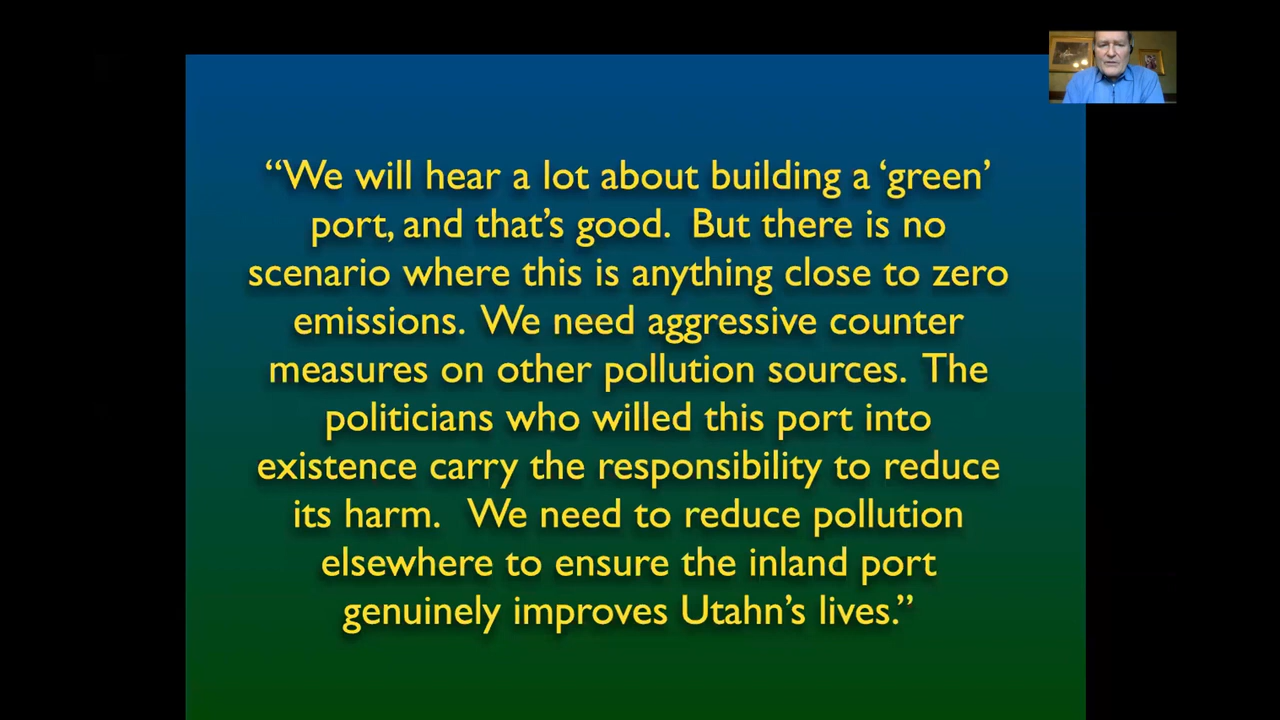 “We will hear a lot about building a ‘green’
port, and that’s good.  But there is no
scenario where this is anything close to zero
emissions.  We need aggressive counter
measures on other pollution sources.  The
politicians who willed this port into
existence carry the responsibility to reduce
its harm.   We need to reduce pollution
elsewhere to ensure the inland port
genuinely improves Utahn’s lives.”